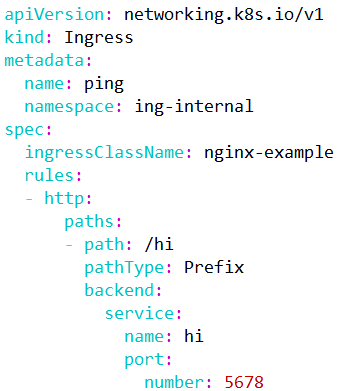 apiVersion: networking.k8s.io/v1
kind: Ingress
metadata:
  name: ping
  namespace: ing-internal
spec:
  ingressClassName: nginx-example
  rules:
  - http:
      paths:
      - path: /hi
        pathType: Prefix
        backend:
          service:
            name: hi
            port:
              number: 5678